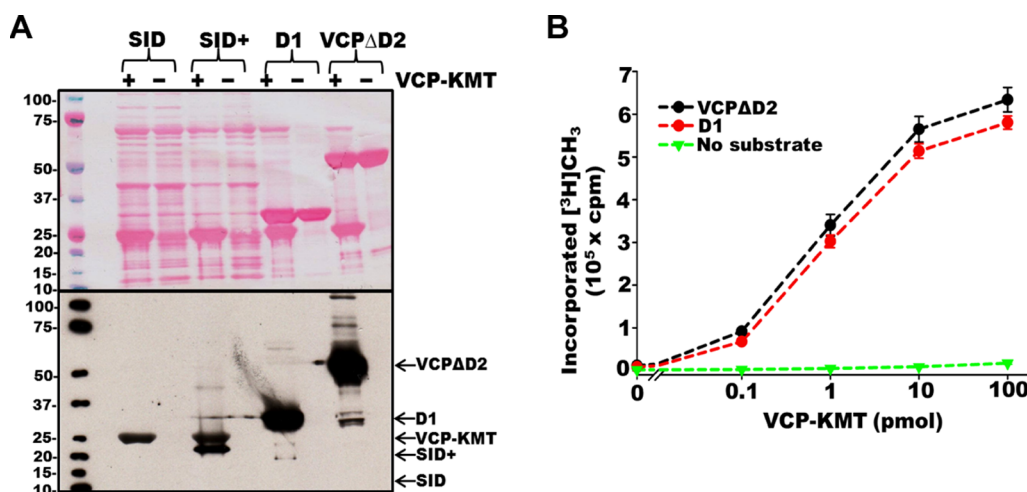 A
SID SID+ D1 VCPΔD2
+ − + − + − + − VCP-KMT
100-
75-
50-
37-
25-
20-
15-
10-
100-
75-
50-
37-
25-
20-
15-
10-
VCPΔD2
D1
VCP-KMT
SID+
SID
B
Incorporated [³H]CH₃
(10⁵ x cpm)
7
6
5
4
3
2
1
0
VCPΔD2
D1
No substrate
0 0.1 1 10 100
VCP-KMT (pmol)